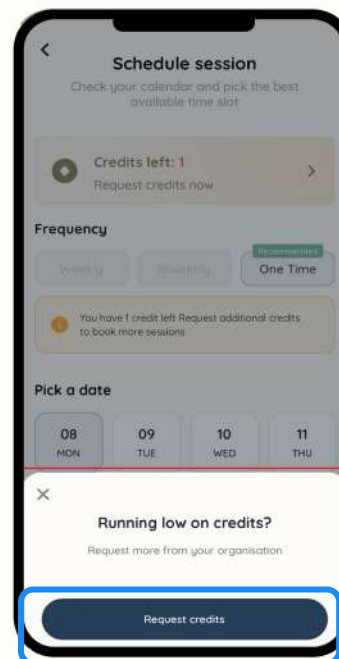 Schedule session
Check your calendar and pick the best
available time slot
Credits left: 1
Request credits now
Frequency
Recommended
Weekly
Biweekly
One Time
You have 1 credit left Request additional credits
to book more sessions
Pick a date
08
09
10
11
MON
TUE
WED
THU
Running low on credits?
Request more from your organisation
Request credits